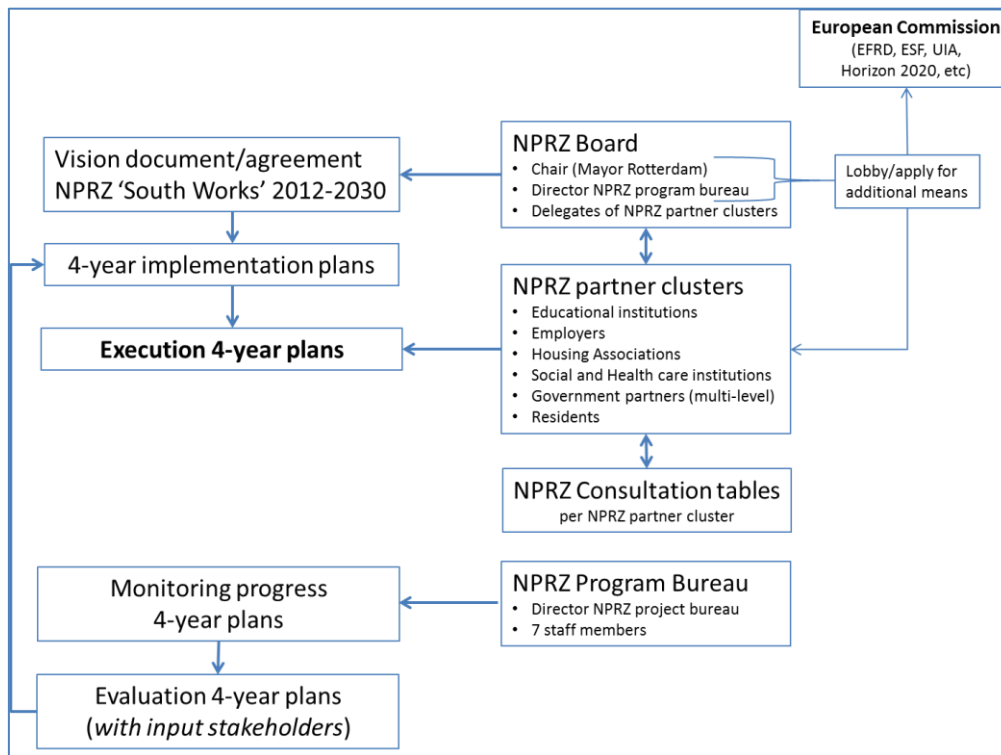 European Commission
(EFRD, ESF, UIA,
Horizon 2020, etc)
NPRZ Board
• Chair (Mayor Rotterdam)
• Director NPRZ program bureau
• Delegates of NPRZ partner clusters
Lobby/apply for
additional means
Vision document/agreement
NPRZ ‘South Works’ 2012-2030
4-year implementation plans
Execution 4-year plans
NPRZ partner clusters
• Educational institutions
• Employers
• Housing Associations
• Social and Health care institutions
• Government partners (multi-level)
• Residents
NPRZ Consultation tables
per NPRZ partner cluster
Monitoring progress
4-year plans
NPRZ Program Bureau
• Director NPRZ project bureau
• 7 staff members
Evaluation 4-year plans
(with input stakeholders)